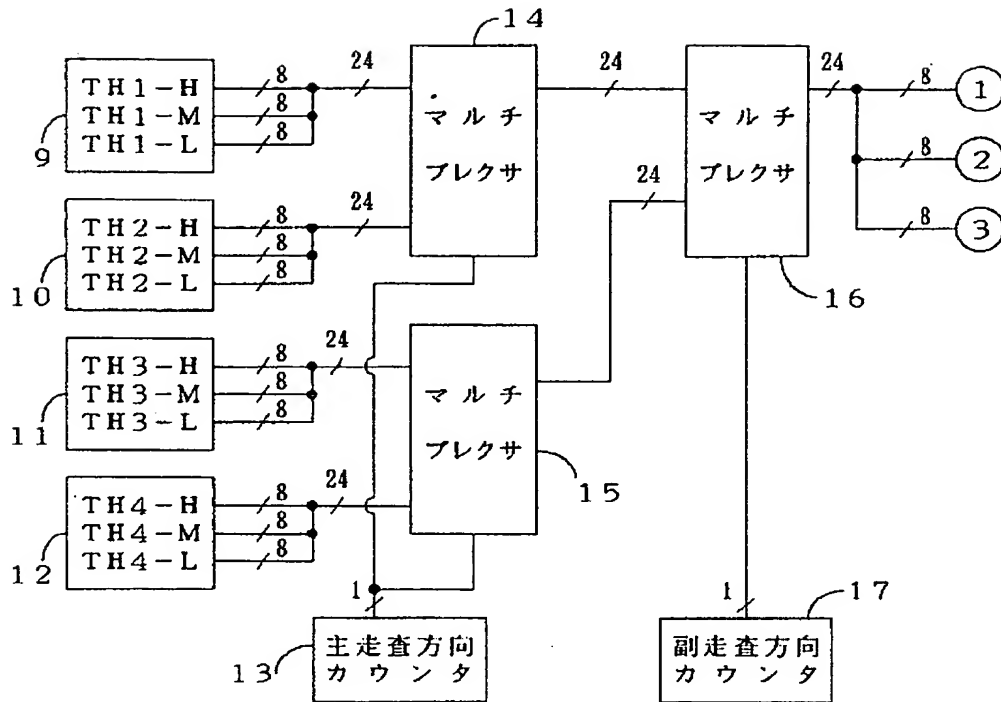 14
24
24
24
TH1-H
8
TH1-M
8
TH1-L
8
9
マルチ
プレクサ
マルチ
プレクサ
8
1
8
2
8
3
24
TH2-H
8
TH2-M
8
TH2-L
8
10
24
16
TH3-H
8
TH3-M
8
TH3-L
8
11
24
マルチ
プレクサ
15
TH4-H
8
TH4-M
8
TH4-L
8
12
24
1
主走査方向
カウンタ
13
1
17
副走査方向
カウンタ